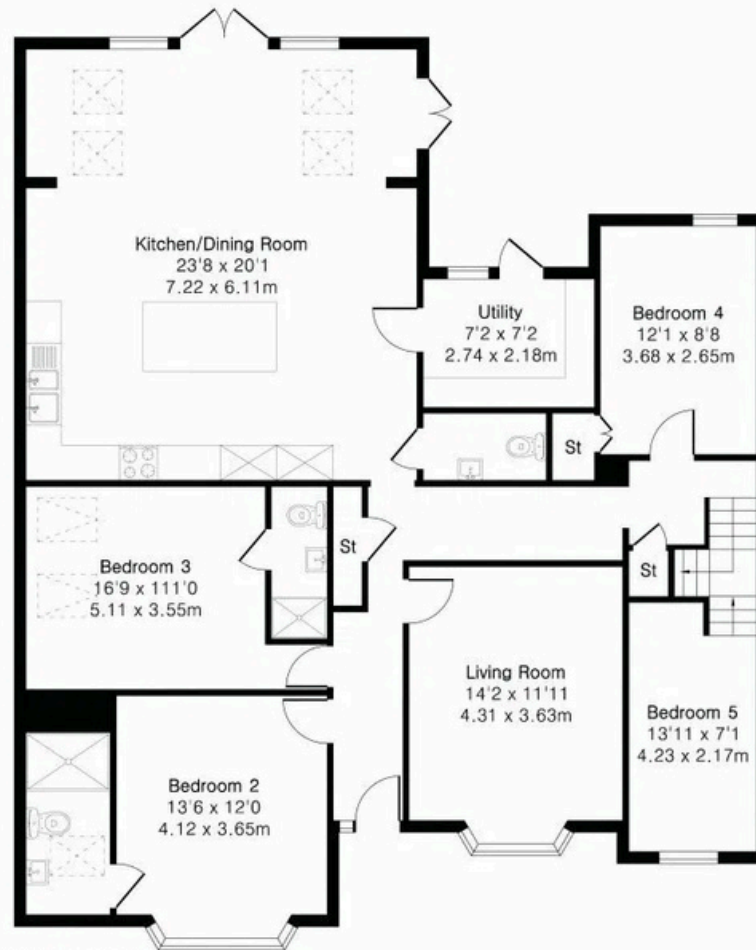 Kitchen/Dining Room
23'8 x 20'1
7.22 x 6.11m
Utility
7'2 x 7'2
2.74 x 2.18m
Bedroom 4
12'1 x 8'8
3.68 x 2.65m
St
St
St
Bedroom 3
16'9 x 111'0
5.11 x 3.55m
Living Room
14'2 x 11'11
4.31 x 3.63m
Bedroom 5
13'11 x 7'1
4.23 x 2.17m
Bedroom 2
13'6 x 12'0
4.12 x 3.65m